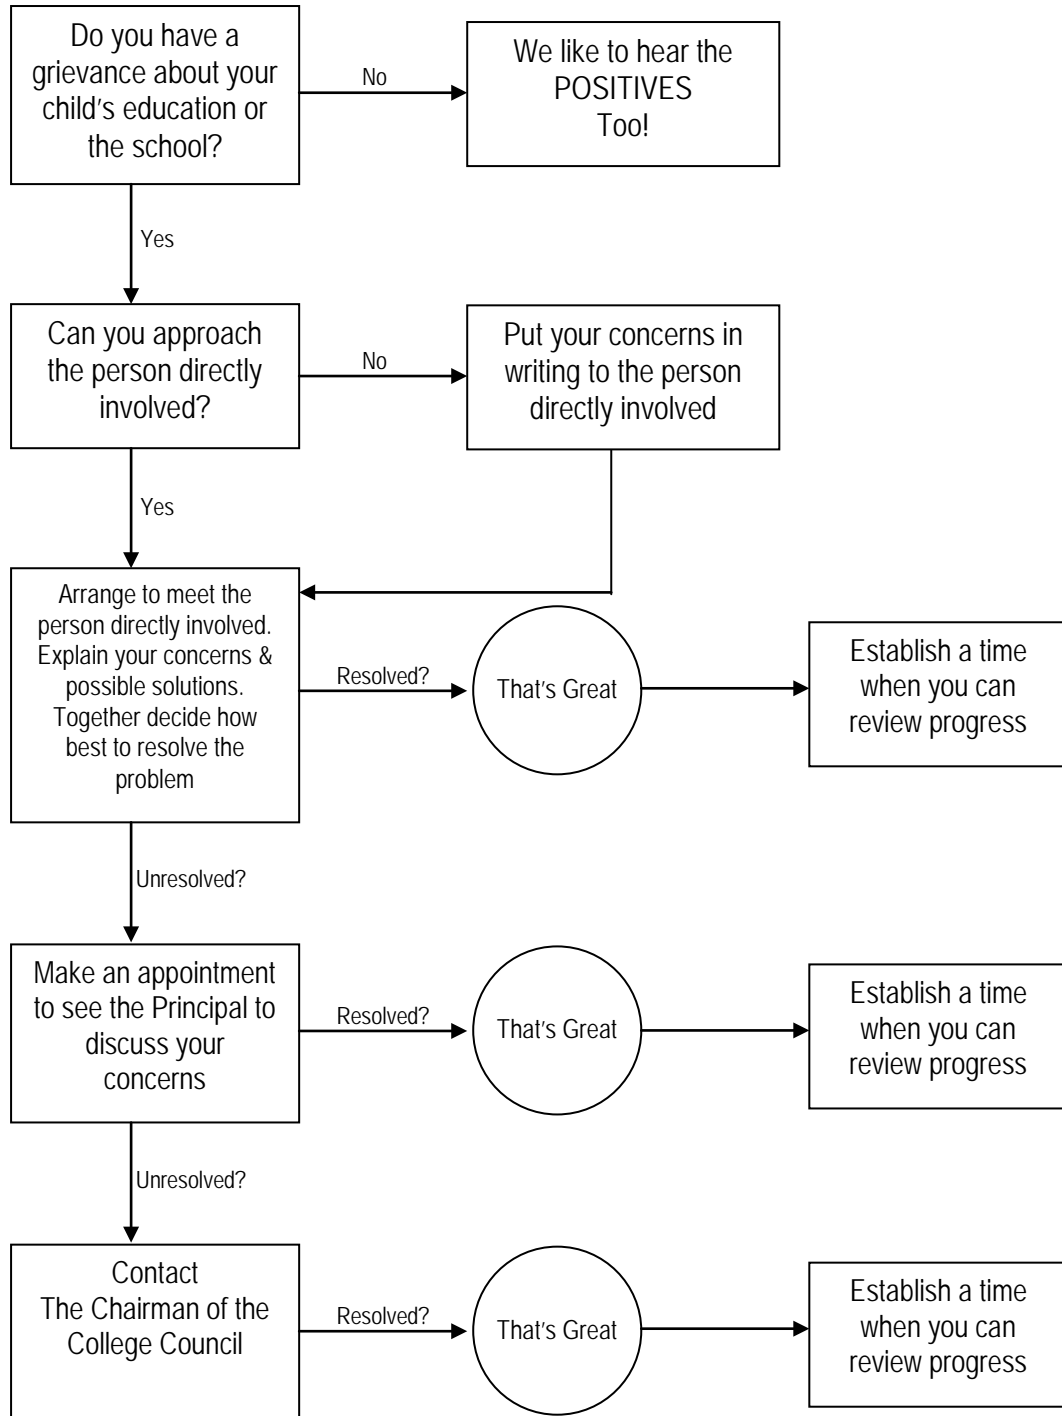 Do you have a
grievance about your
child's education or
the school?
No
We like to hear the
POSITIVES
Too!
Yes
Can you approach
the person directly
involved?
No
Put your concerns in
writing to the person
directly involved
Yes
Arrange to meet the
person directly involved.
Explain your concerns &
possible solutions.
Together decide how
best to resolve the
problem
Resolved?
That's Great
Establish a time
when you can
review progress
Unresolved?
Make an appointment
to see the Principal to
discuss your
concerns
Resolved?
That's Great
Establish a time
when you can
review progress
Unresolved?
Contact
The Chairman of the
College Council
Resolved?
That's Great
Establish a time
when you can
review progress